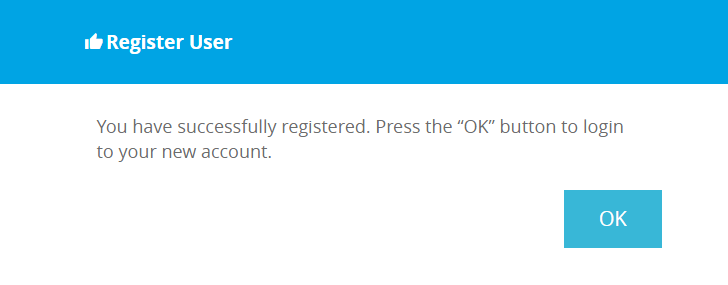 Register User
You have successfully registered. Press the “OK” button to login
to your new account.
OK